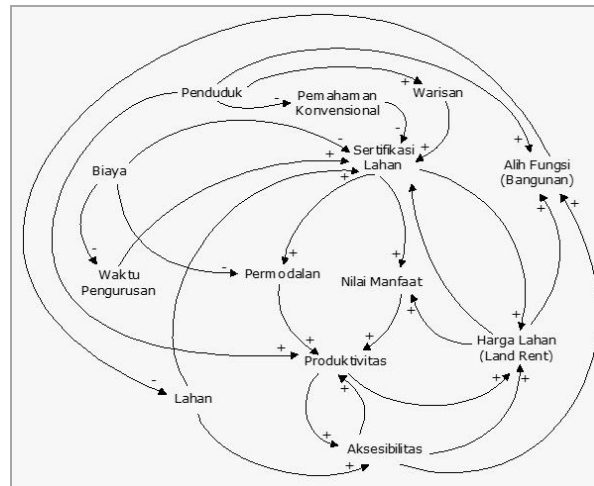 Penduduk
Pemahaman
Konvensional
Warisan
Sertifikasi
Lahan
Alih Fungsi
(Bangunan)
Biaya
Waktu
Pengurusan
Permodalan
Nilai Manfaat
Harga Lahan
(Land Rent)
Produktivitas
Lahan
Aksesibilitas